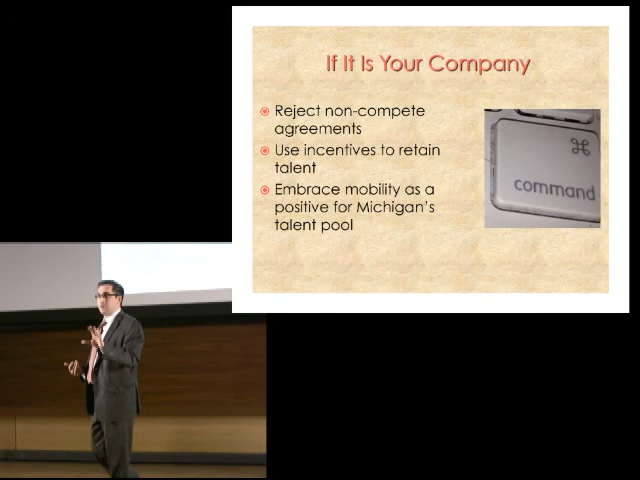 If It Is Your Company
Reject non-compete
agreements
Use incentives to retain
talent
Embrace mobility as a
positive for Michigan's
talent pool
⌘
command